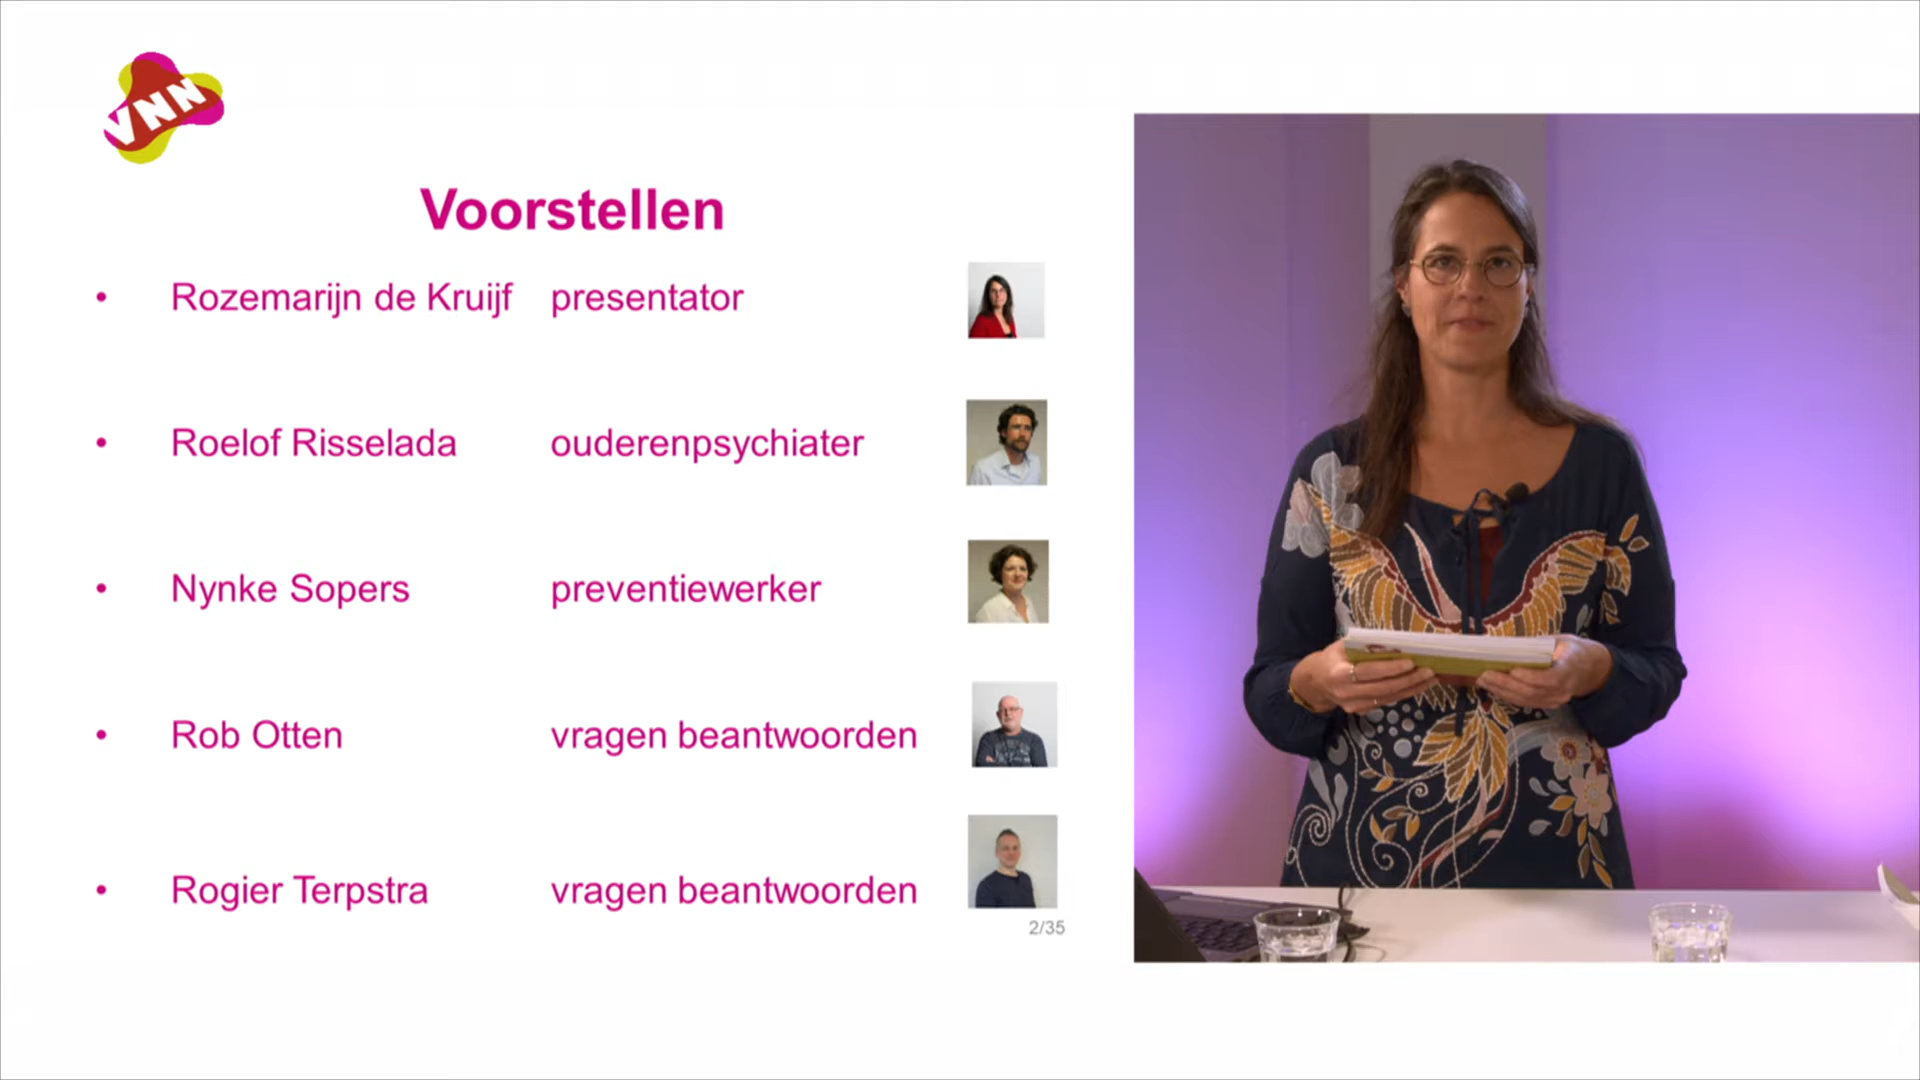 VNN
Voorstellen
• Rozemarijn de Kruijf presentator
• Roelof Risselada ouderenpsychiater
• Nynke Sopers preventiewerker
• Rob Otten vragen beantwoorden
• Rogier Terpstra vragen beantwoorden
2/35